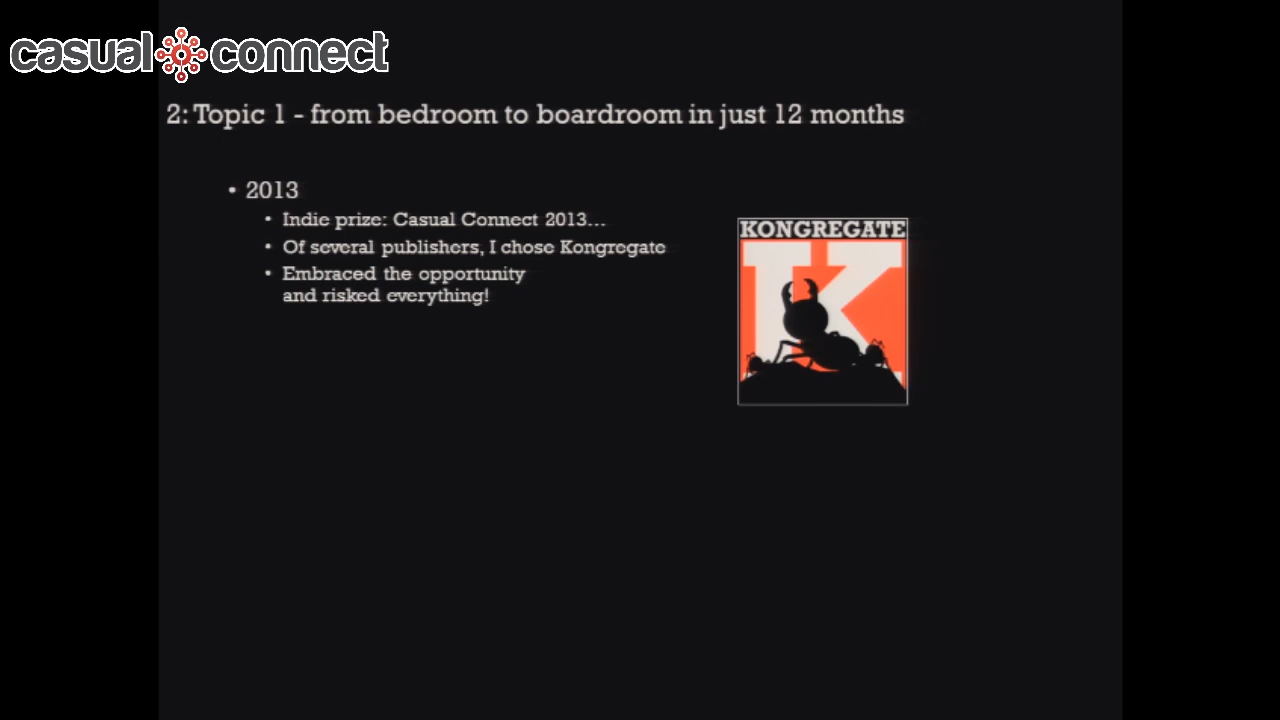 casual connect
2: Topic 1 - from bedroom to boardroom in just 12 months
• 2013
• Indie prize: Casual Connect 2013...
• Of several publishers, I chose Kongregate
• Embraced the opportunity
and risked everything!
KONGREGATE
K